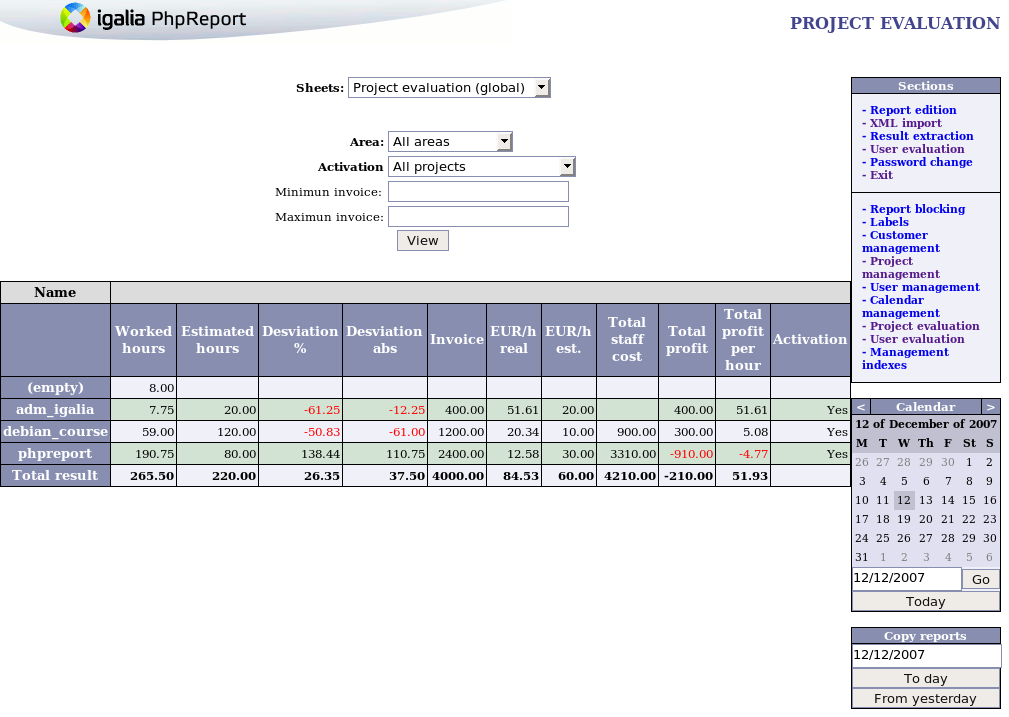 igalia PhpReport
PROJECT EVALUATION
Sheets: Project evaluation (global)
Area: All areas
Activation All projects
Minimun invoice:
Maximun invoice:
View
Name
Worked hours Estimated hours Desviation % Desviation abs Invoice EUR/h real EUR/h est. Total staff cost Total profit Total profit per hour Activation
(empty) 8.00
adm_igalia 7.75 20.00 -61.25 -12.25 400.00 51.61 20.00 400.00 51.61 Yes
debian_course 59.00 120.00 -50.83 -61.00 1200.00 20.34 10.00 900.00 300.00 5.08 Yes
phpreport 190.75 80.00 138.44 110.75 2400.00 12.58 30.00 3310.00 -910.00 -4.77 Yes
Total result 265.50 220.00 26.35 37.50 4000.00 84.53 60.00 4210.00 -210.00 51.93
Sections
- Report edition
- XML import
- Result extraction
- User evaluation
- Password change
- Exit
- Report blocking
- Labels
- Customer
management
- Project
management
- User management
- Calendar
management
- Project evaluation
- User evaluation
- Management
indexes
< Calendar >
12 of December of 2007
M T W Th F St S
26 27 28 29 30 1 2
3 4 5 6 7 8 9
10 11 12 13 14 15 16
17 18 19 20 21 22 23
24 25 26 27 28 29 30
31 1 2 3 4 5 6
12/12/2007 Go
Today
Copy reports
12/12/2007
To day
From yesterday